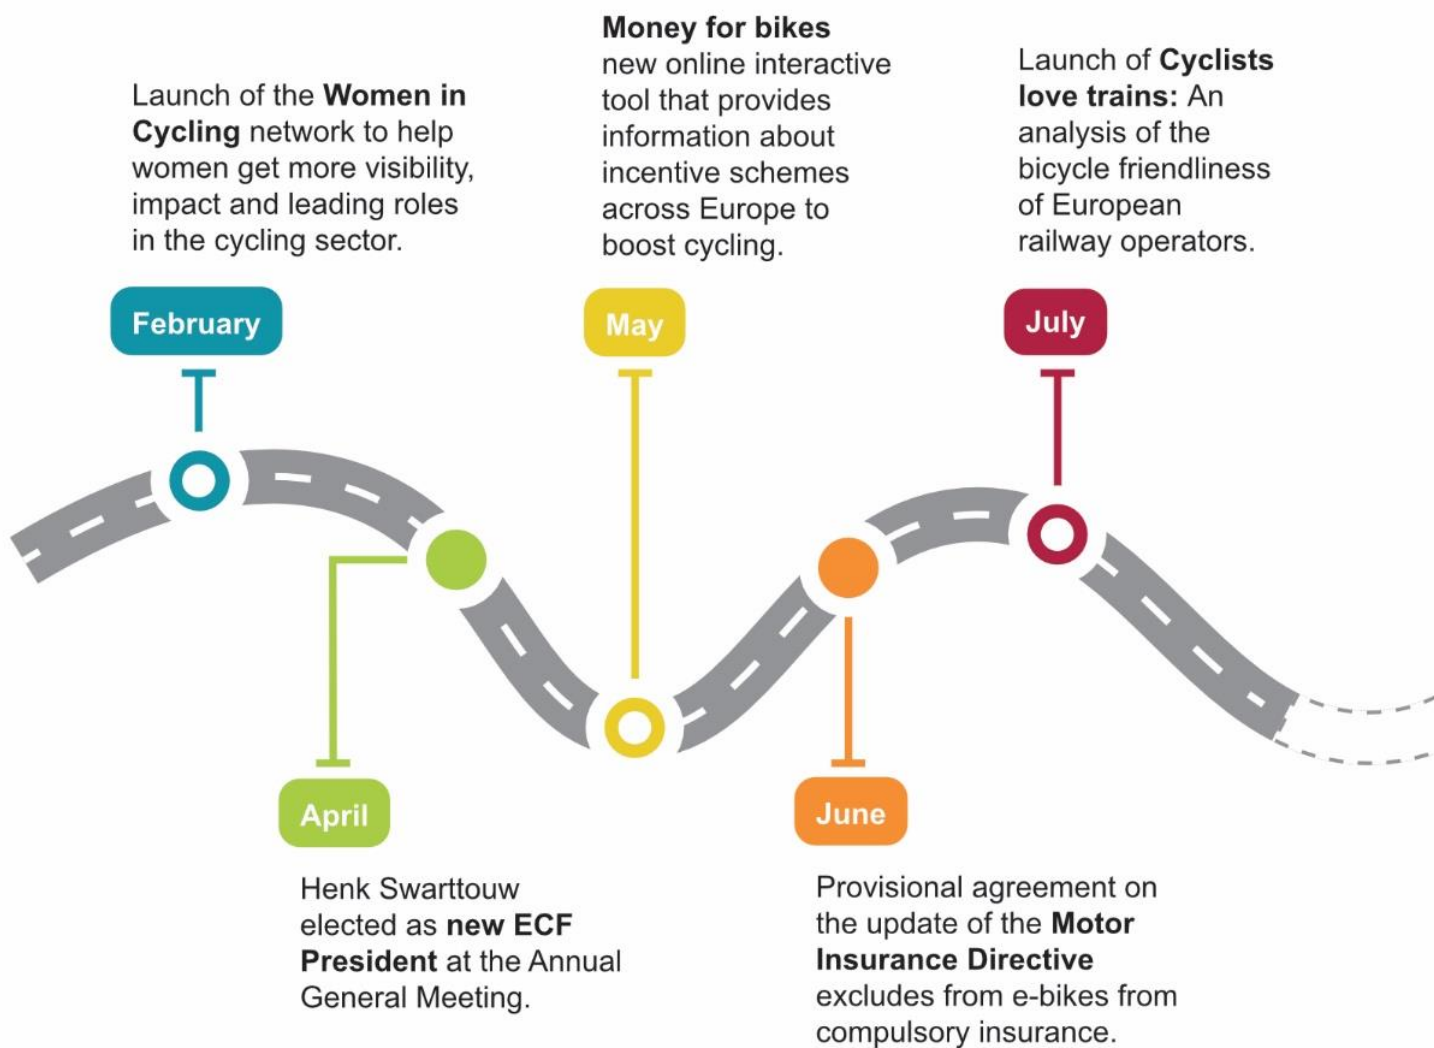 Launch of the Women in
Cycling network to help
women get more visibility,
impact and leading roles
in the cycling sector.
February
Henk Swarttouw
elected as new ECF
President at the Annual
General Meeting.
April
Money for bikes
new online interactive
tool that provides
information about
incentive schemes
across Europe to
boost cycling.
May
Provisional agreement on
the update of the Motor
Insurance Directive
excludes from e-bikes from
compulsory insurance.
June
Launch of Cyclists
love trains: An
analysis of the
bicycle friendliness
of European
railway operators.
July